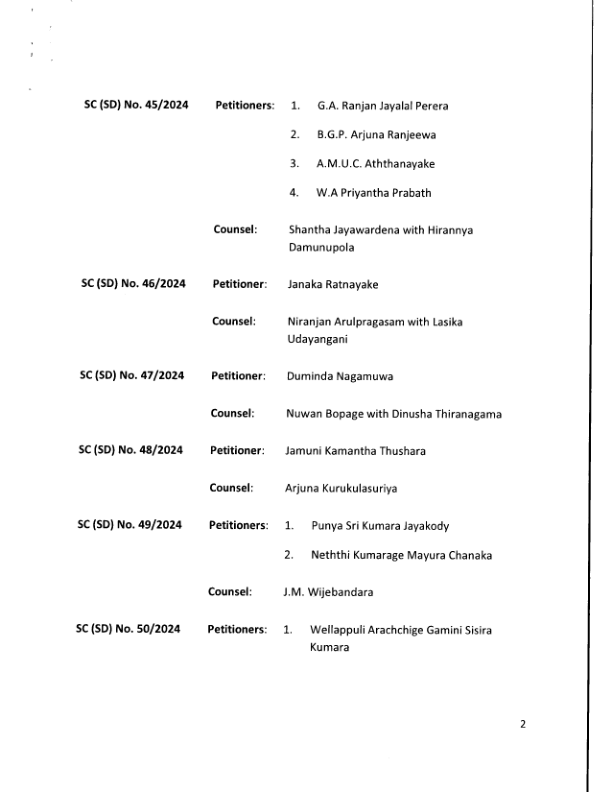 SC (SD) No. 45/2024 Petitioners: 1. G.A. Ranjan Jayalal Perera
2. B.G.P. Arjuna Ranjeewa
3. A.M.U.C. Aththanayake
4. W.A Priyantha Prabath
Counsel: Shantha Jayawardena with Hirannya
Damunupola
SC (SD) No. 46/2024 Petitioner: Janaka Ratnayake
Counsel: Niranjan Arulpragasam with Lasika
Udayangani
SC (SD) No. 47/2024 Petitioner: Duminda Nagamuwa
Counsel: Nuwan Bopage with Dinusha Thiranagama
SC (SD) No. 48/2024 Petitioner: Jamuni Kamantha Thushara
Counsel: Arjuna Kurukulasuriya
SC (SD) No. 49/2024 Petitioners: 1. Punya Sri Kumara Jayakody
2. Neththi Kumarage Mayura Chanaka
Counsel: J.M. Wijebandara
SC (SD) No. 50/2024 Petitioners: 1. Wellappuli Arachchige Gamini Sisira
Kumara
2